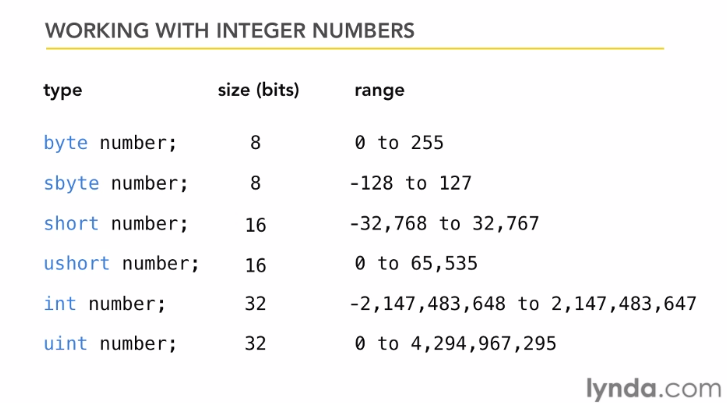 WORKING WITH INTEGER NUMBERS
type size (bits) range
byte number; 8 0 to 255
sbyte number; 8 -128 to 127
short number; 16 -32,768 to 32,767
ushort number; 16 0 to 65,535
int number; 32 -2,147,483,648 to 2,147,483,647
uint number; 32 0 to 4,294,967,295
lynda.com